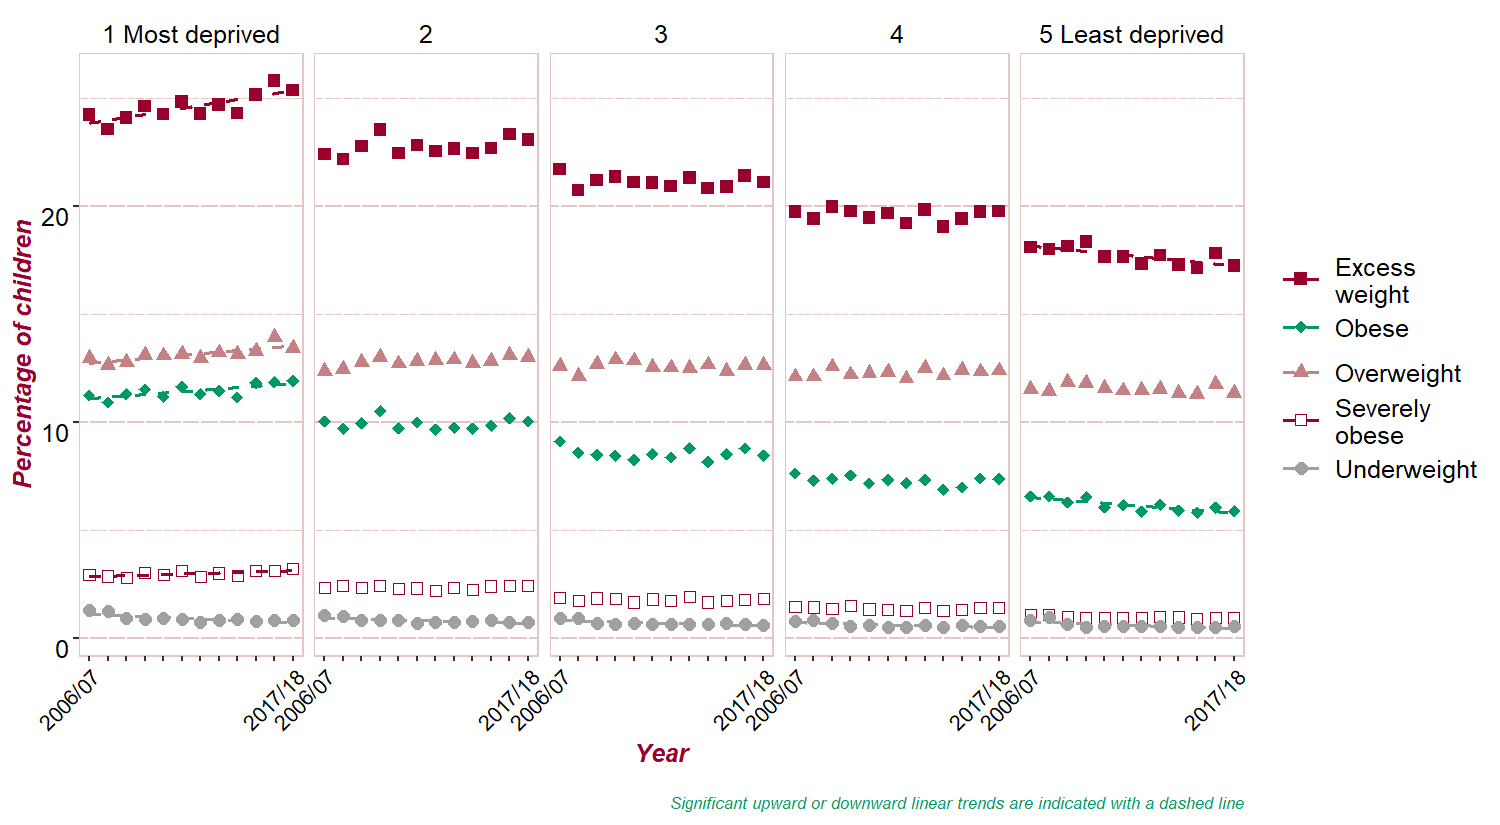 1 Most deprived
2
3
4
5 Least deprived
Percentage of children
20
10
0
2006/07
2017/18
2006/07
2017/18
2006/07
2017/18
2006/07
2017/18
2006/07
2017/18
Year
Excess
weight
Obese
Overweight
Severely
obese
Underweight
Significant upward or downward linear trends are indicated with a dashed line